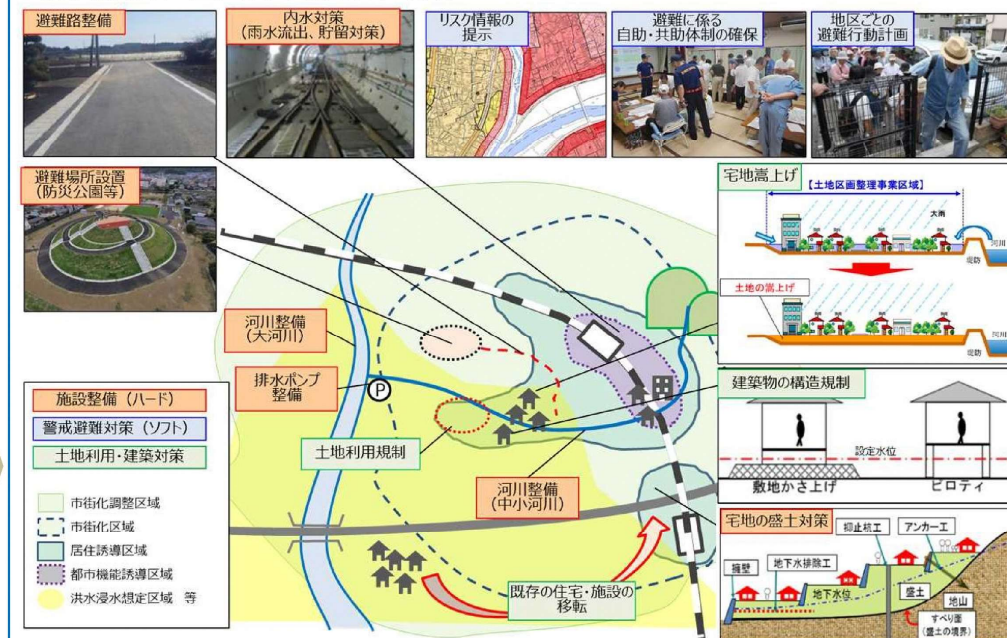 避難路整備
内水対策
(雨水流出、貯留対策)
リスク情報の
提示
避難に係る
自助・共助体制の確保
地区ごとの
避難行動計画
避難場所設置
(防災公園等)
宅地嵩上げ
【土地区画整理事業区域】
大雨
河川
堤防
土地の嵩上げ
河川
堤防
河川整備
(大河川)
排水ポンプ
整備
P
土地利用規制
河川整備
(中小河川)
既存の住宅・施設の
移転
建築物の構造規制
設定水位
敷地かさ上げ
ピロティ
宅地の盛土対策
抑止杭工
アンカー工
擁壁
地下水排除工
地下水位
盛土
地山
すべり面
(盛土の境界)
施設整備(ハード)
警戒避難対策(ソフト)
土地利用・建築対策
市街化調整区域
市街化区域
居住誘導区域
都市機能誘導区域
洪水浸水想定区域 等